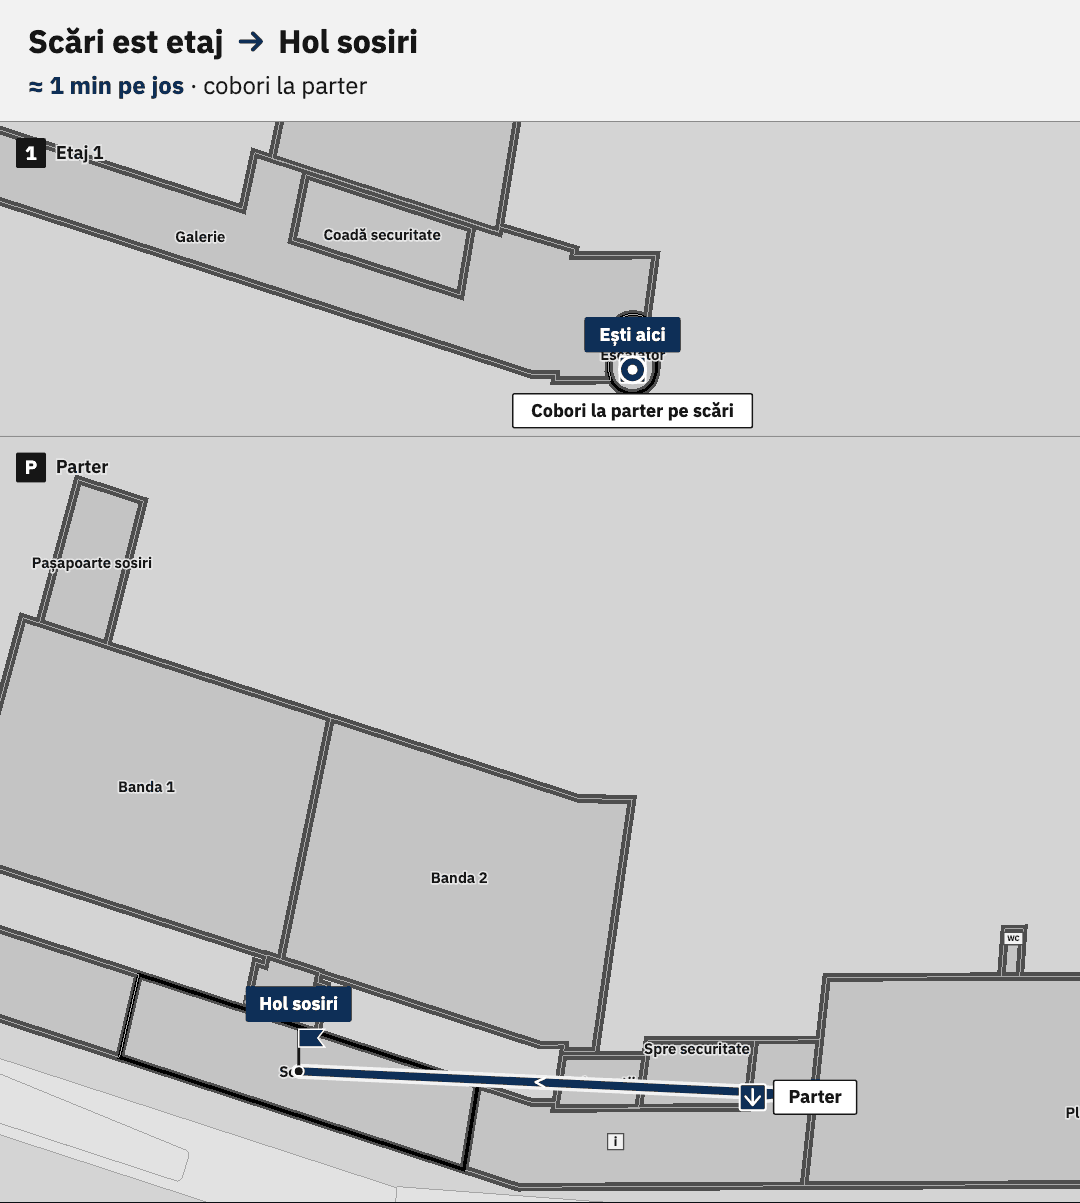 Scări est etaj → Hol sosiri
≈ 1 min pe jos · cobori la parter
1 Etaj 1
Galerie
Coadă securitate
Ești aici
Escalator
Cobori la parter pe scări
P Parter
Pașapoarte sosiri
Banda 1
Banda 2
WC
Hol sosiri
Spre securitate
Parter
i